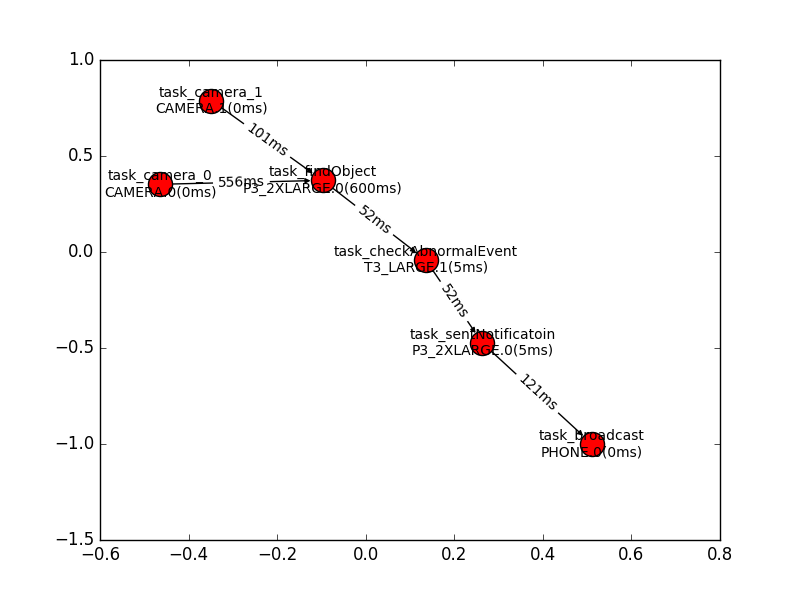 1.0
0.5
0.0
−0.5
−1.0
−1.5
−0.6
−0.4
−0.2
0.0
0.2
0.4
0.6
0.8
task_camera_1
CAMERA.1(0ms)
101ms
task_camera_0
CAMERA.0(0ms)
556ms
task_findObject
P3_2XLARGE.0(600ms)
52ms
task_checkAbnormalEvent
T3_LARGE.1(5ms)
52ms
task_sentNotificatoin
P3_2XLARGE.0(5ms)
121ms
task_broadcast
PHONE.0(0ms)